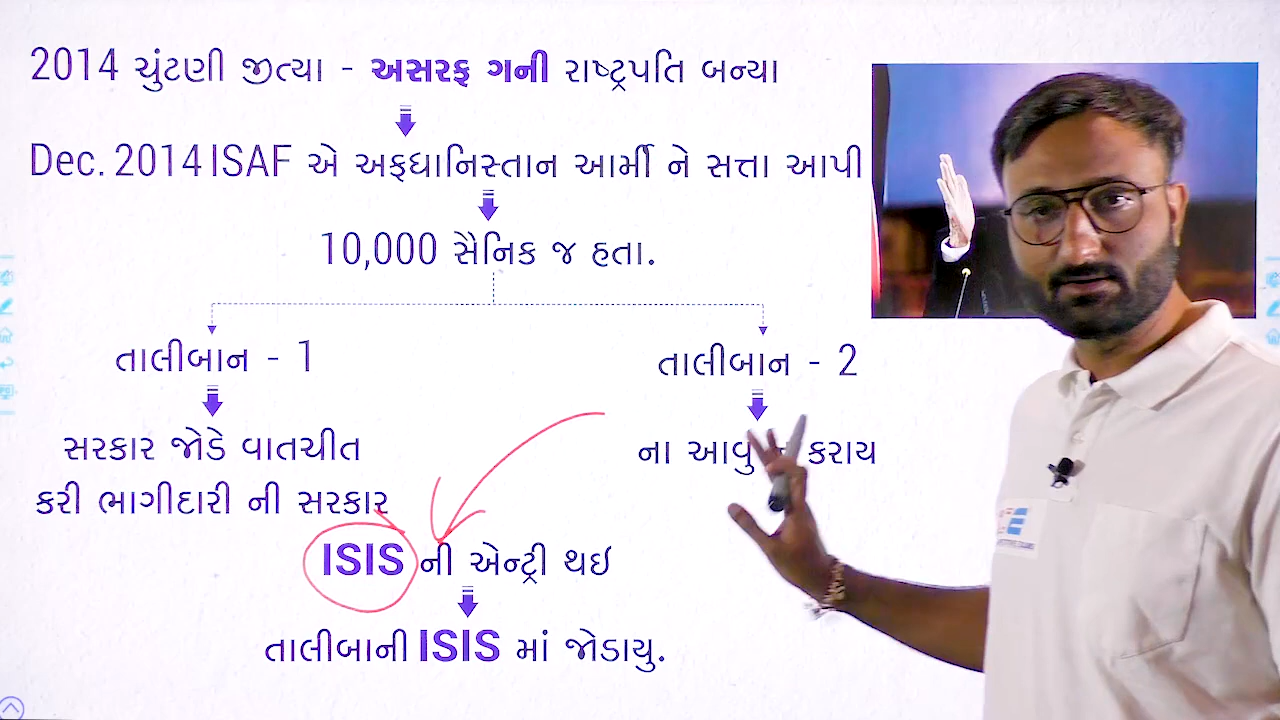 2014 ચુંટણી જીત્યા - અસરફ ગની રાષ્ટ્રપતિ બન્યા
Dec. 2014 ISAF એ અફઘાનિસ્તાન આર્મી ને સત્તા આપી
10,000 સૈનિક જ હતા.
તાલીબાન - 1
તાલીબાન - 2
સરકાર જોડે વાતચીત
ના આવુ કરાય
કરી ભાગીદારી ની સરકાર
ISIS ની એન્ટ્રી થઇ
તાલીબાની ISIS માં જોડાયુ.